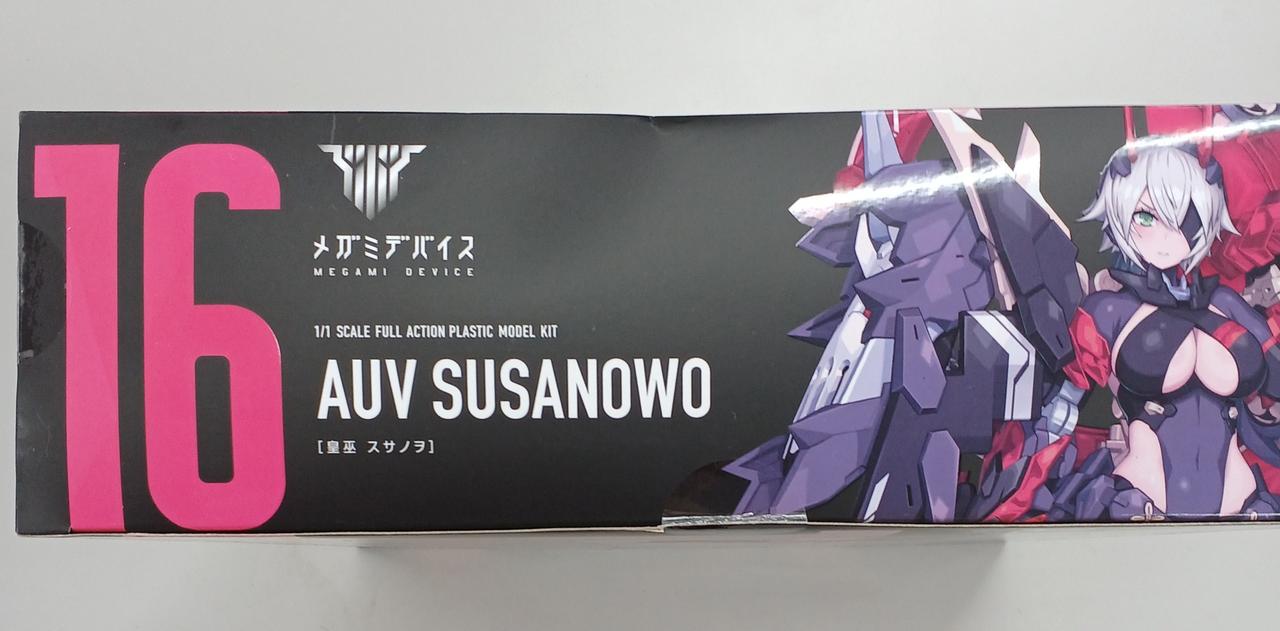 16
メガミデバイス
MEGAMI DEVICE
1/1 SCALE FULL ACTION PLASTIC MODEL KIT
AUV SUSANOWO
[皇巫 スサノヲ]